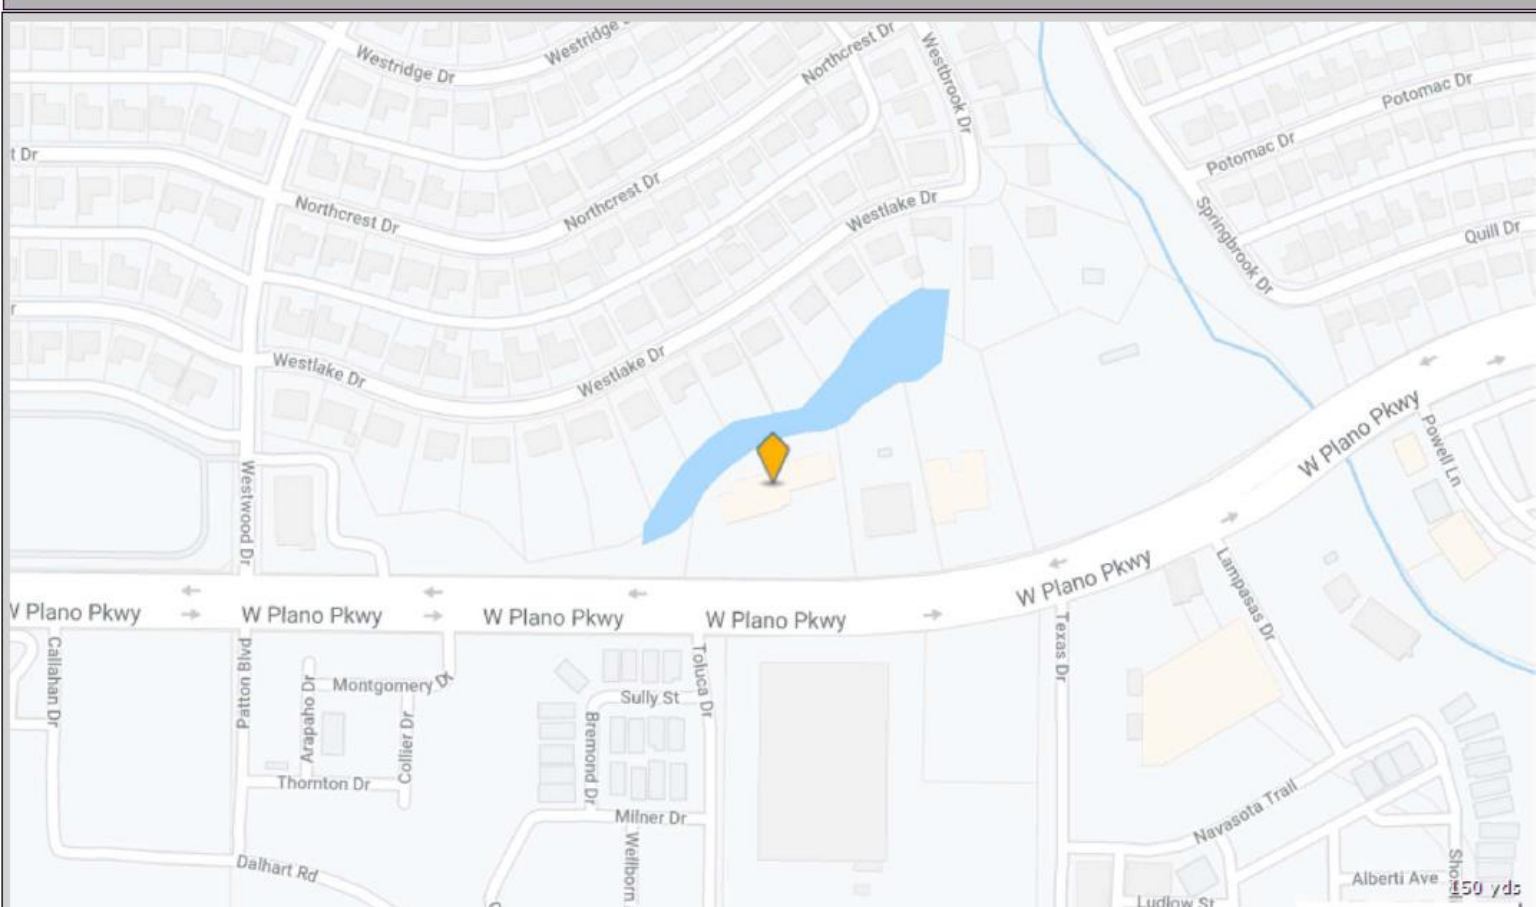 Westridge Dr
Westridge
Northcrest Dr
Westbrook Dr
Potomac Dr
t Dr
Potomac Dr
Northcrest Dr
Northcrest Dr
Westlake Dr
Springbrook Dr
Quill Dr
r
Westlake Dr
Westlake Dr
W Plano Pkwy
Powell Ln
Westwood Dr
W Plano Pkwy
W Plano Pkwy
W Plano Pkwy
W Plano Pkwy
W Plano Pkwy
Lampasas Dr
Callahan Dr
Patton Blvd
Arapaho Dr
Montgomery Dr
Collier Dr
Thornton Dr
Sully St
Bremond Dr
Toluca Dr
Milner Dr
Wellborn
Texas Dr
Navasota Trail
Dalhart Rd
Alberti Ave
Ludlow St
150 yds